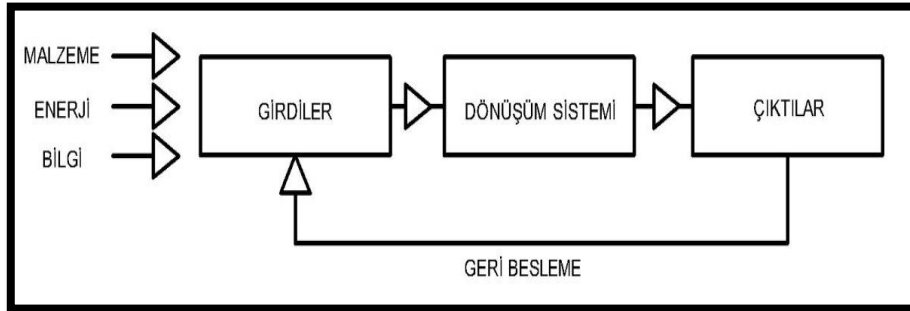 MALZEME
ENERJİ
BİLGİ
GİRDİLER
DÖNÜŞÜM SİSTEMİ
ÇIKTILAR
GERİ BESLEME